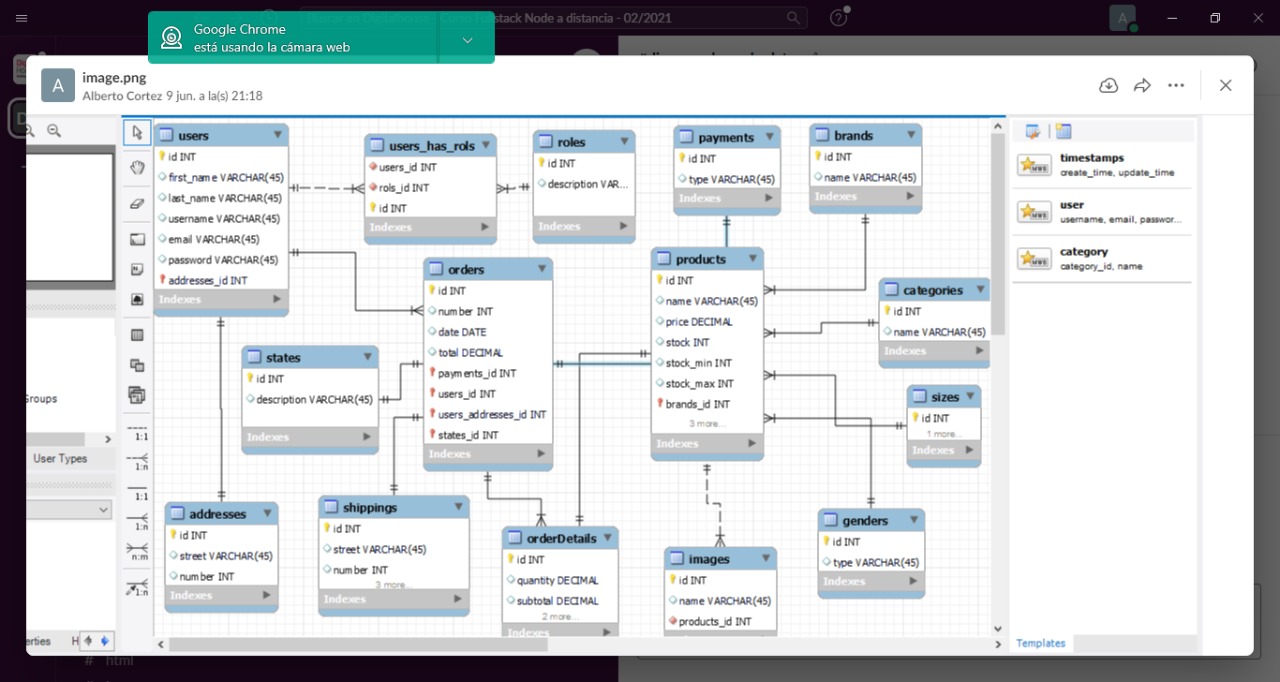 Fullstack Node a distancia - 02/2021
Google Chrome
está usando la cámara web
A
A
image.png
Alberto Cortez 9 jun. a la(s) 21:18
users
id INT
first_name VARCHAR(45)
last_name VARCHAR(45)
username VARCHAR(45)
email VARCHAR(45)
password VARCHAR(45)
addresses_id INT
Indexes
users_has_rols
users_id INT
rols_id INT
id INT
Indexes
roles
id INT
description VAR...
Indexes
payments
id INT
type VARCHAR(45)
Indexes
brands
id INT
name VARCHAR(45)
Indexes
timestamps
create_time, update_time
user
username, email, passwor...
category
category_id, name
orders
id INT
number INT
date DATE
total DECIMAL
payments_id INT
users_id INT
users_addresses_id INT
states_id INT
Indexes
products
id INT
name VARCHAR(45)
price DECIMAL
stock INT
stock_min INT
stock_max INT
brands_id INT
3 more...
Indexes
categories
id INT
name VARCHAR(45)
Indexes
states
id INT
description VARCHAR(45)
Indexes
sizes
id INT
1 more...
Indexes
Groups
User Types
1:1
1:n
1:1
1:n
n:m
1:n
addresses
id INT
street VARCHAR(45)
number INT
Indexes
shippings
id INT
street VARCHAR(45)
number INT
3 more...
Indexes
orderDetails
id INT
quantity DECIMAL
subtotal DECIMAL
2 more...
Indexes
images
id INT
name VARCHAR(45)
products_id INT
genders
id INT
type VARCHAR(45)
Indexes
erties
H
Templates
# html